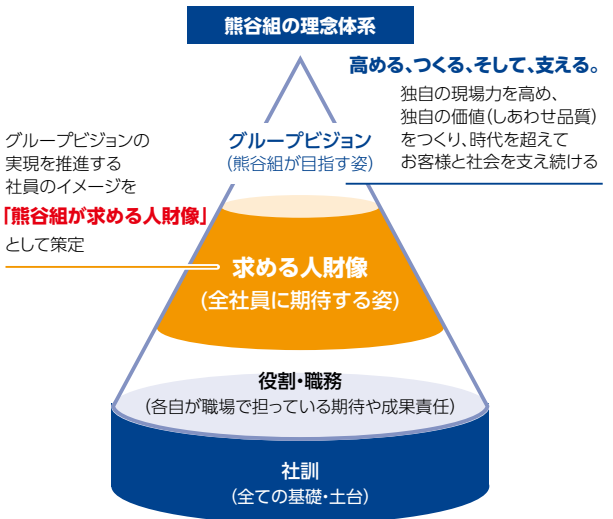 熊谷組の理念体系
高める、つくる、そして、支える。
独自の現場力を高め、
独自の価値(しあわせ品質)
をつくり、時代を超えて
お客様と社会を支え続ける
グループビジョン
(熊谷組が目指す姿)
グループビジョンの
実現を推進する
社員のイメージを
「熊谷組が求める人財像」
として策定
求める人財像
(全社員に期待する姿)
役割・職務
(各自が職場で担っている期待や成果責任)
社訓
(全ての基礎・土台)